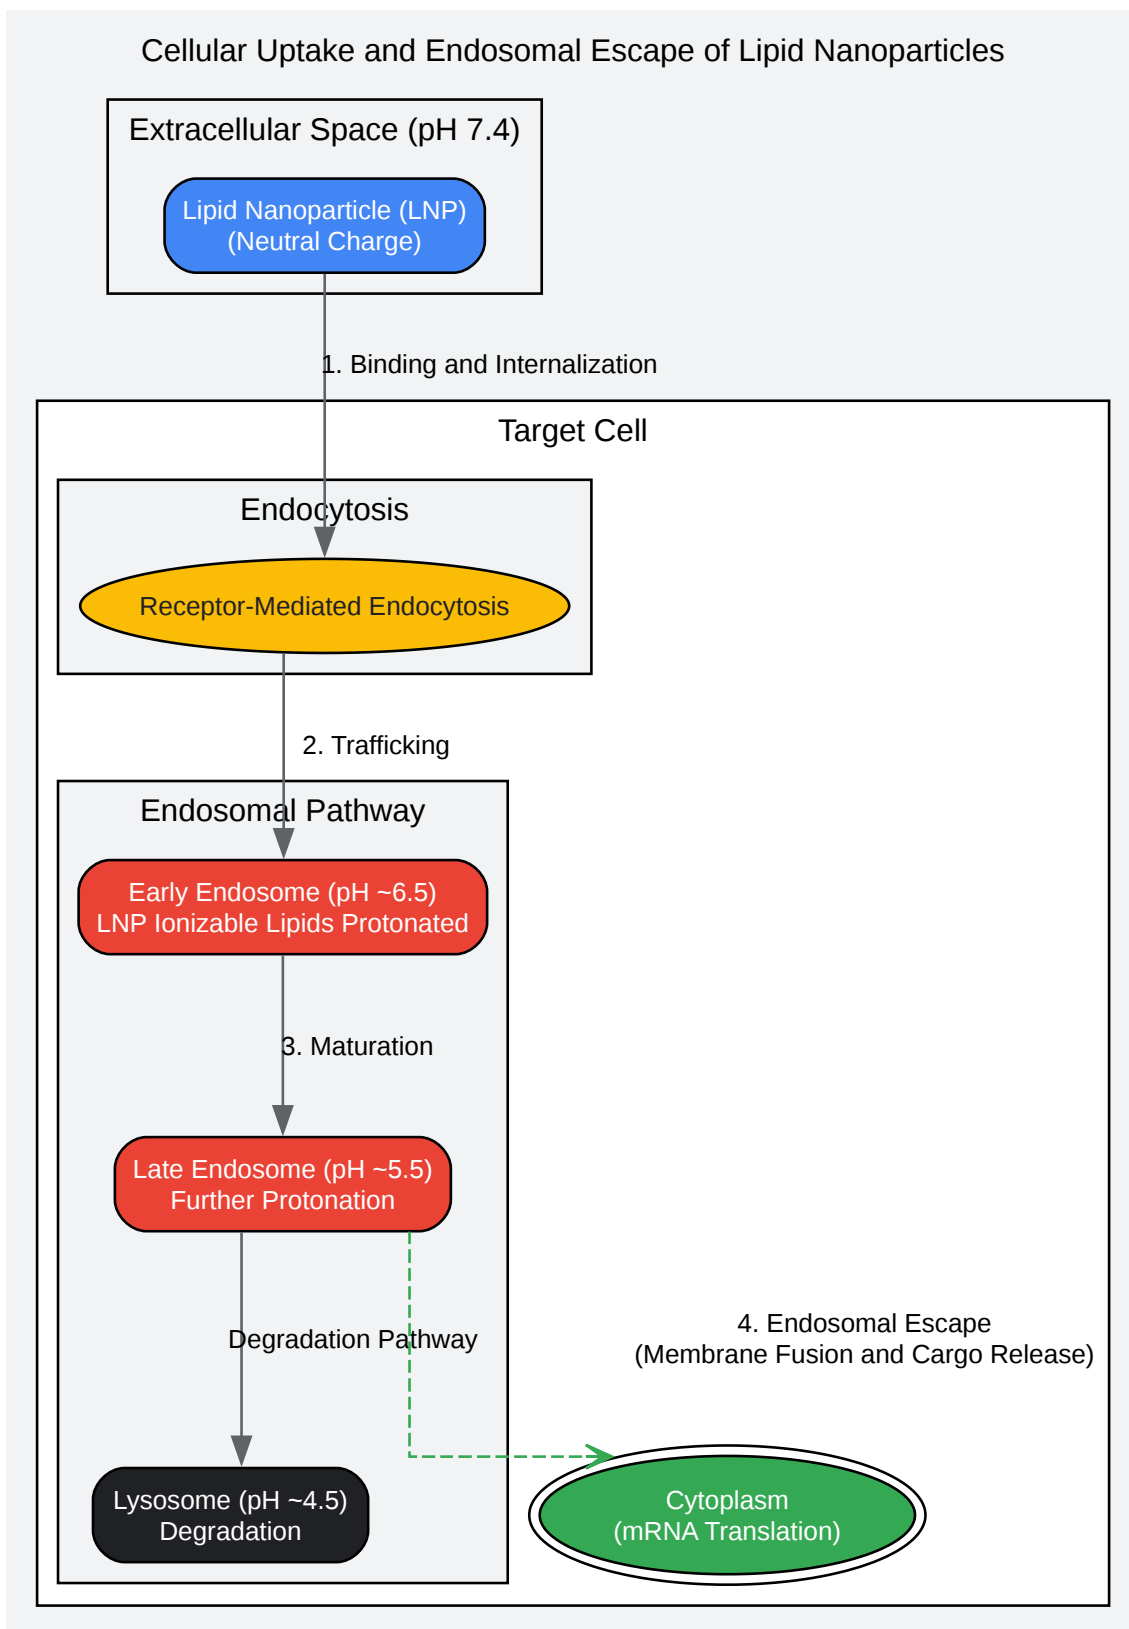 Cellular Uptake and Endosomal Escape of Lipid Nanoparticles
Extracellular Space (pH 7.4)
Lipid Nanoparticle (LNP)
(Neutral Charge)
1. Binding and Internalization
Target Cell
Endocytosis
Receptor-Mediated Endocytosis
2. Trafficking
Endosomal Pathway
Early Endosome (pH ~6.5)
LNP Ionizable Lipids Protonated
3. Maturation
Late Endosome (pH ~5.5)
Further Protonation
Degradation Pathway
4. Endosomal Escape
(Membrane Fusion and Cargo Release)
Lysosome (pH ~4.5)
Degradation
Cytoplasm
(mRNA Translation)